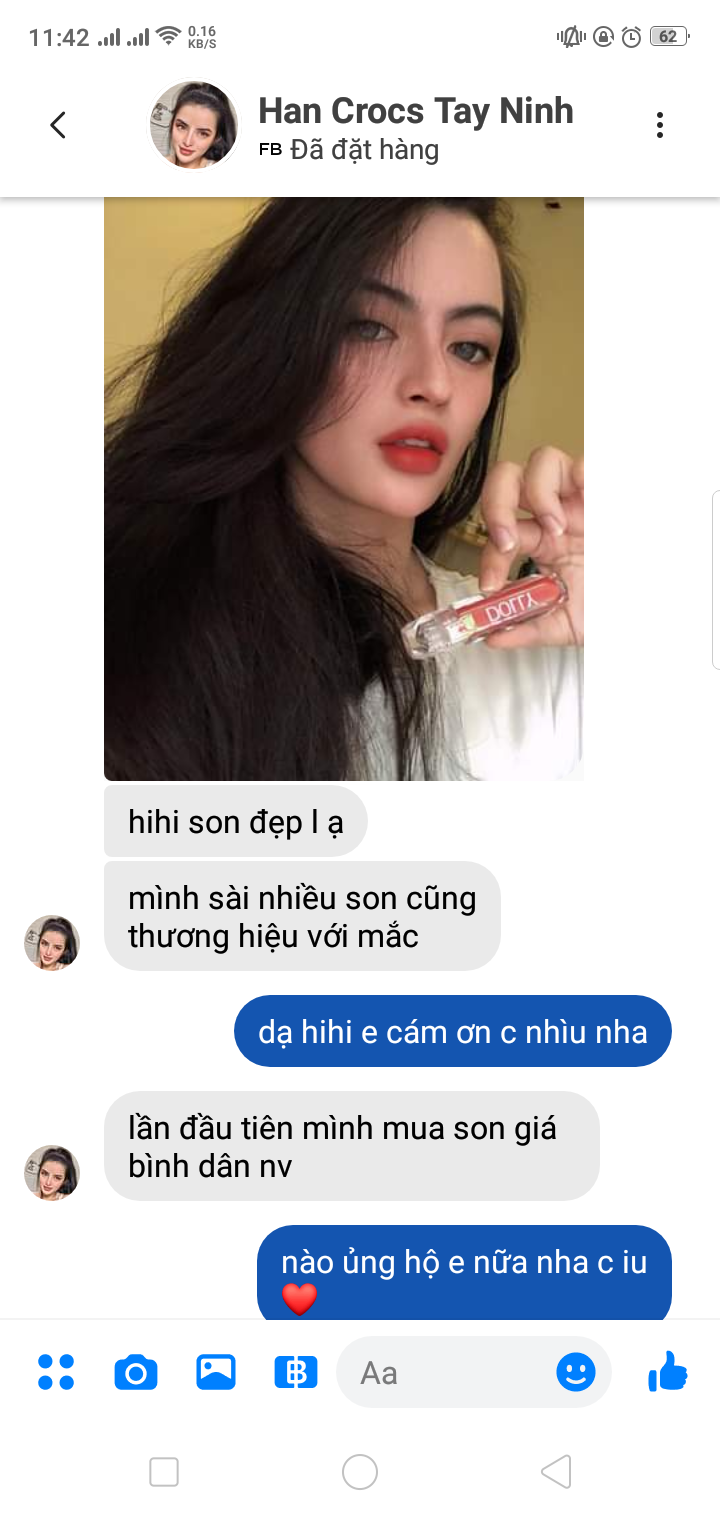 11:42
0.16
KB/S
62
Han Crocs Tay Ninh
FB Đã đặt hàng
DOLLY
hihi son đẹp l ạ
mình sài nhiều son cũng
thương hiệu với mắc
dạ hihi e cám ơn c nhìu nha
lần đầu tiên mình mua son giá
bình dân nv
nào ủng hộ e nữa nha c iu
❤️
Aa